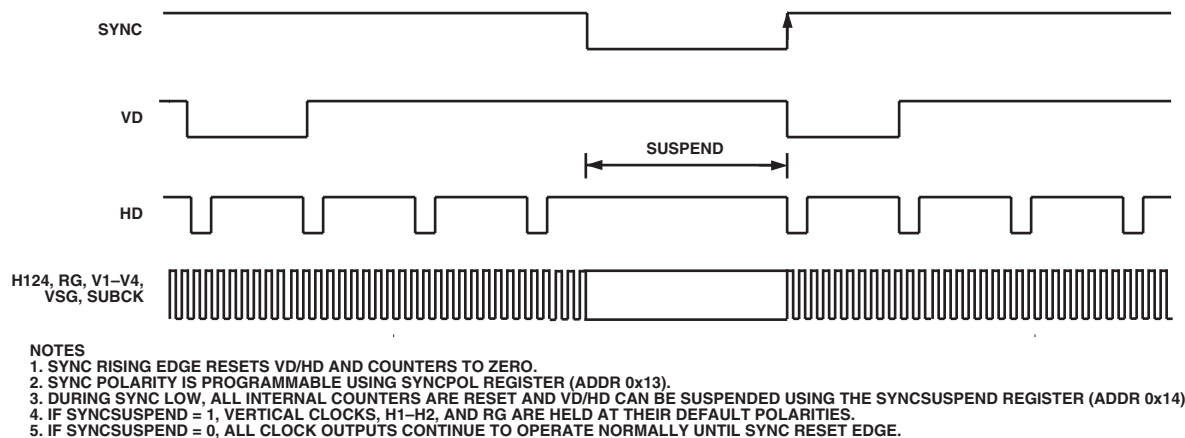 SYNC
VD
SUSPEND
HD
H124, RG, V1–V4,
VSG, SUBCK
NOTES
1. SYNC RISING EDGE RESETS VD/HD AND COUNTERS TO ZERO.
2. SYNC POLARITY IS PROGRAMMABLE USING SYNCPOL REGISTER (ADDR 0x13).
3. DURING SYNC LOW, ALL INTERNAL COUNTERS ARE RESET AND VD/HD CAN BE SUSPENDED USING THE SYNCSUSPEND REGISTER (ADDR 0x14)
4. IF SYNCSUSPEND = 1, VERTICAL CLOCKS, H1–H2, AND RG ARE HELD AT THEIR DEFAULT POLARITIES.
5. IF SYNCSUSPEND = 0, ALL CLOCK OUTPUTS CONTINUE TO OPERATE NORMALLY UNTIL SYNC RESET EDGE.